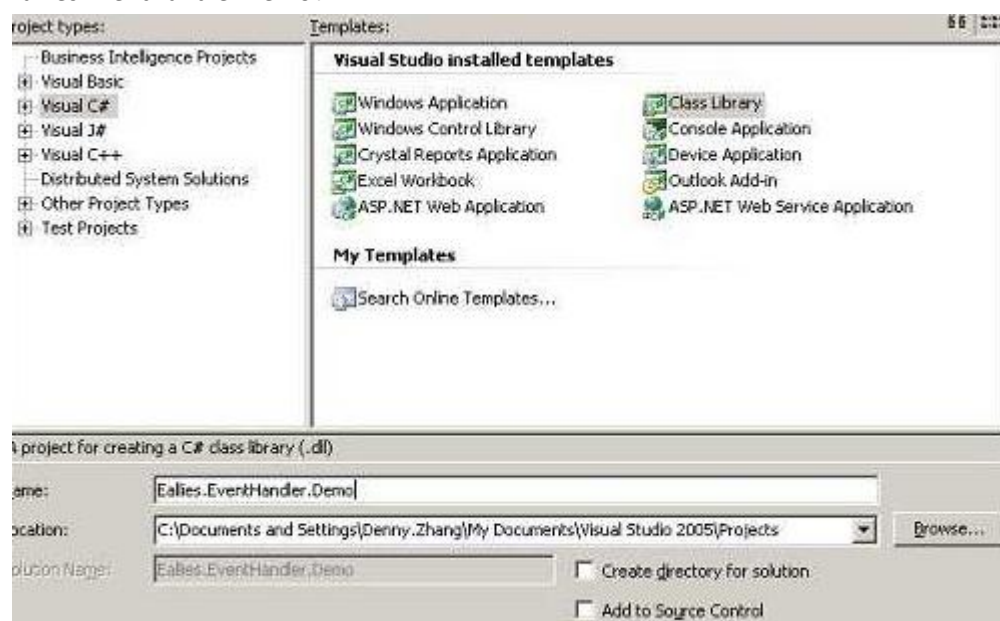 roject types:
Templates:
Business Intelligence Projects
Visual Basic
Visual C#
Visual J#
Visual C++
Distributed System Solutions
Other Project Types
Test Projects
Visual Studio installed templates
Windows Application
Class Library
Windows Control Library
Console Application
Crystal Reports Application
Device Application
Excel Workbook
Outlook Add-in
ASP.NET Web Application
ASP.NET Web Service Application
My Templates
Search Online Templates...
A project for creating a C# class library (.dll)
ame:
Ealies.EventHandler.Demo
ocation:
C:\Documents and Settings\Denny.Zhang\My Documents\Visual Studio 2005\Projects
Browse...
olution Name:
Ealies.EventHandler.Demo
Create directory for solution
Add to Source Control